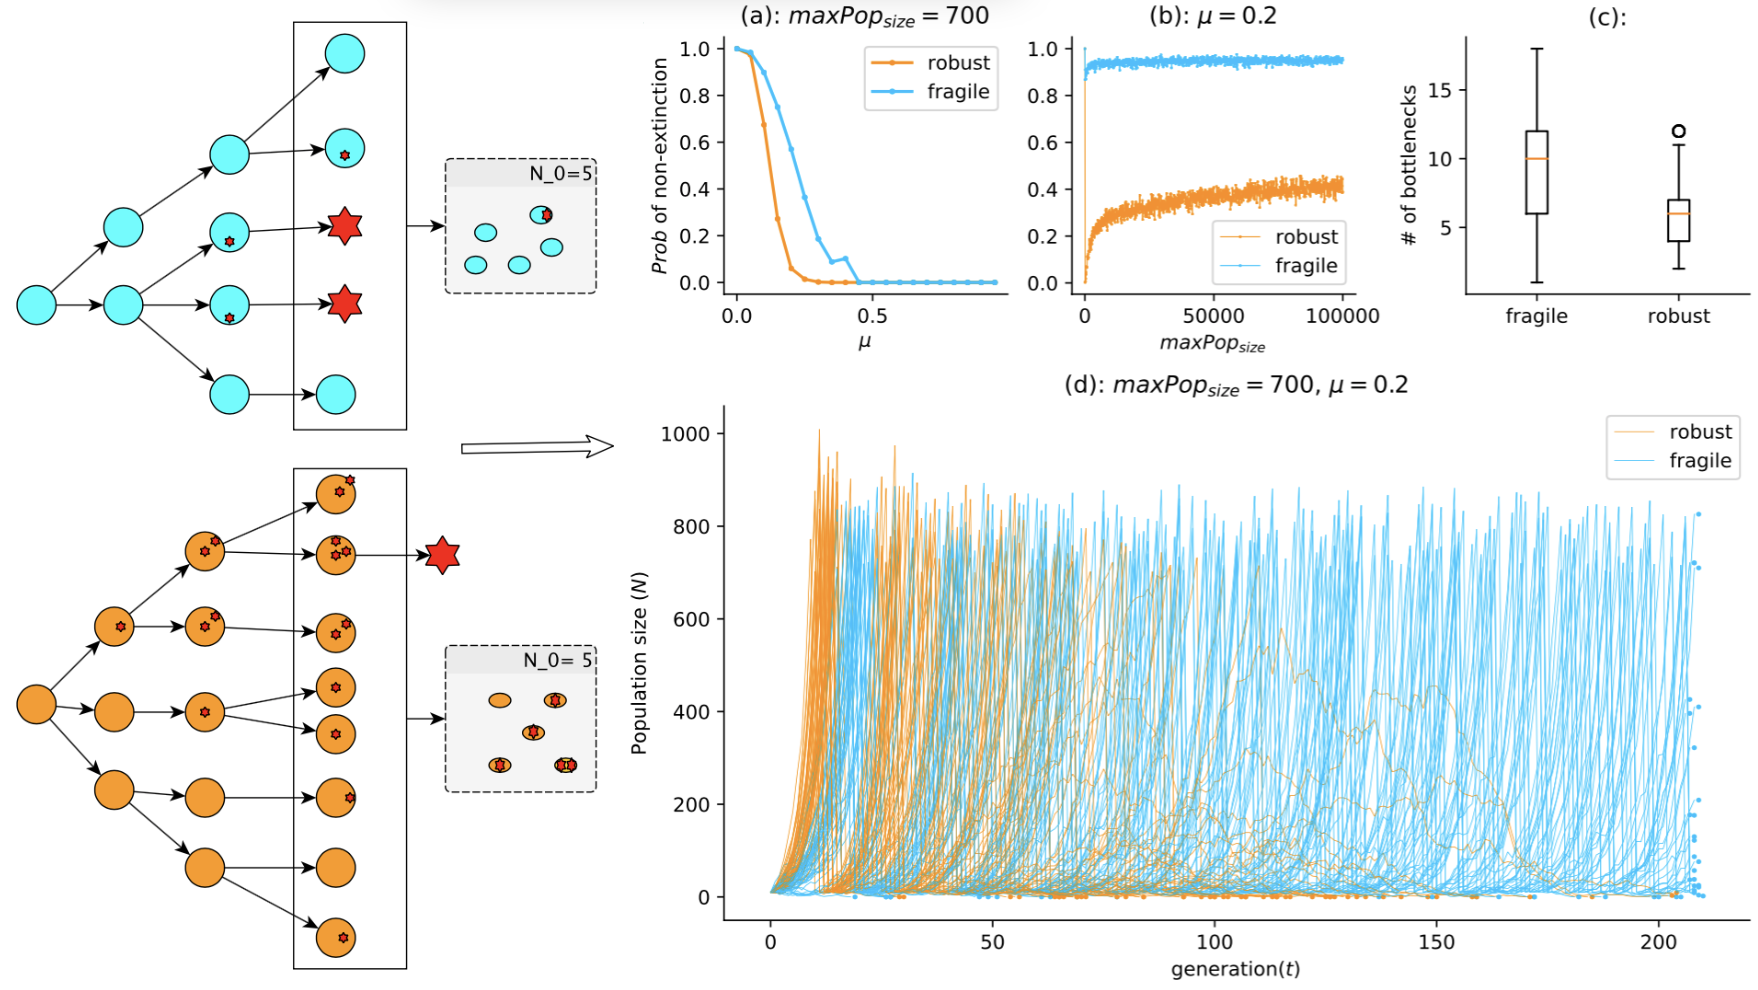 N_0=5
N_0= 5
(a): maxPop_size = 700
1.0
0.8
0.6
0.4
0.2
0.0
Prob of non-extinction
robust
fragile
0.0 0.5
μ
(b): μ = 0.2
1.0
0.8
0.6
0.4
0.2
0.0
robust
fragile
0 50000 100000
maxPop_size
(c):
# of bottlenecks
15
10
5
fragile robust
(d): maxPop_size = 700, μ = 0.2
Population size (N)
1000
800
600
400
200
0
robust
fragile
0 50 100 150 200
generation(t)